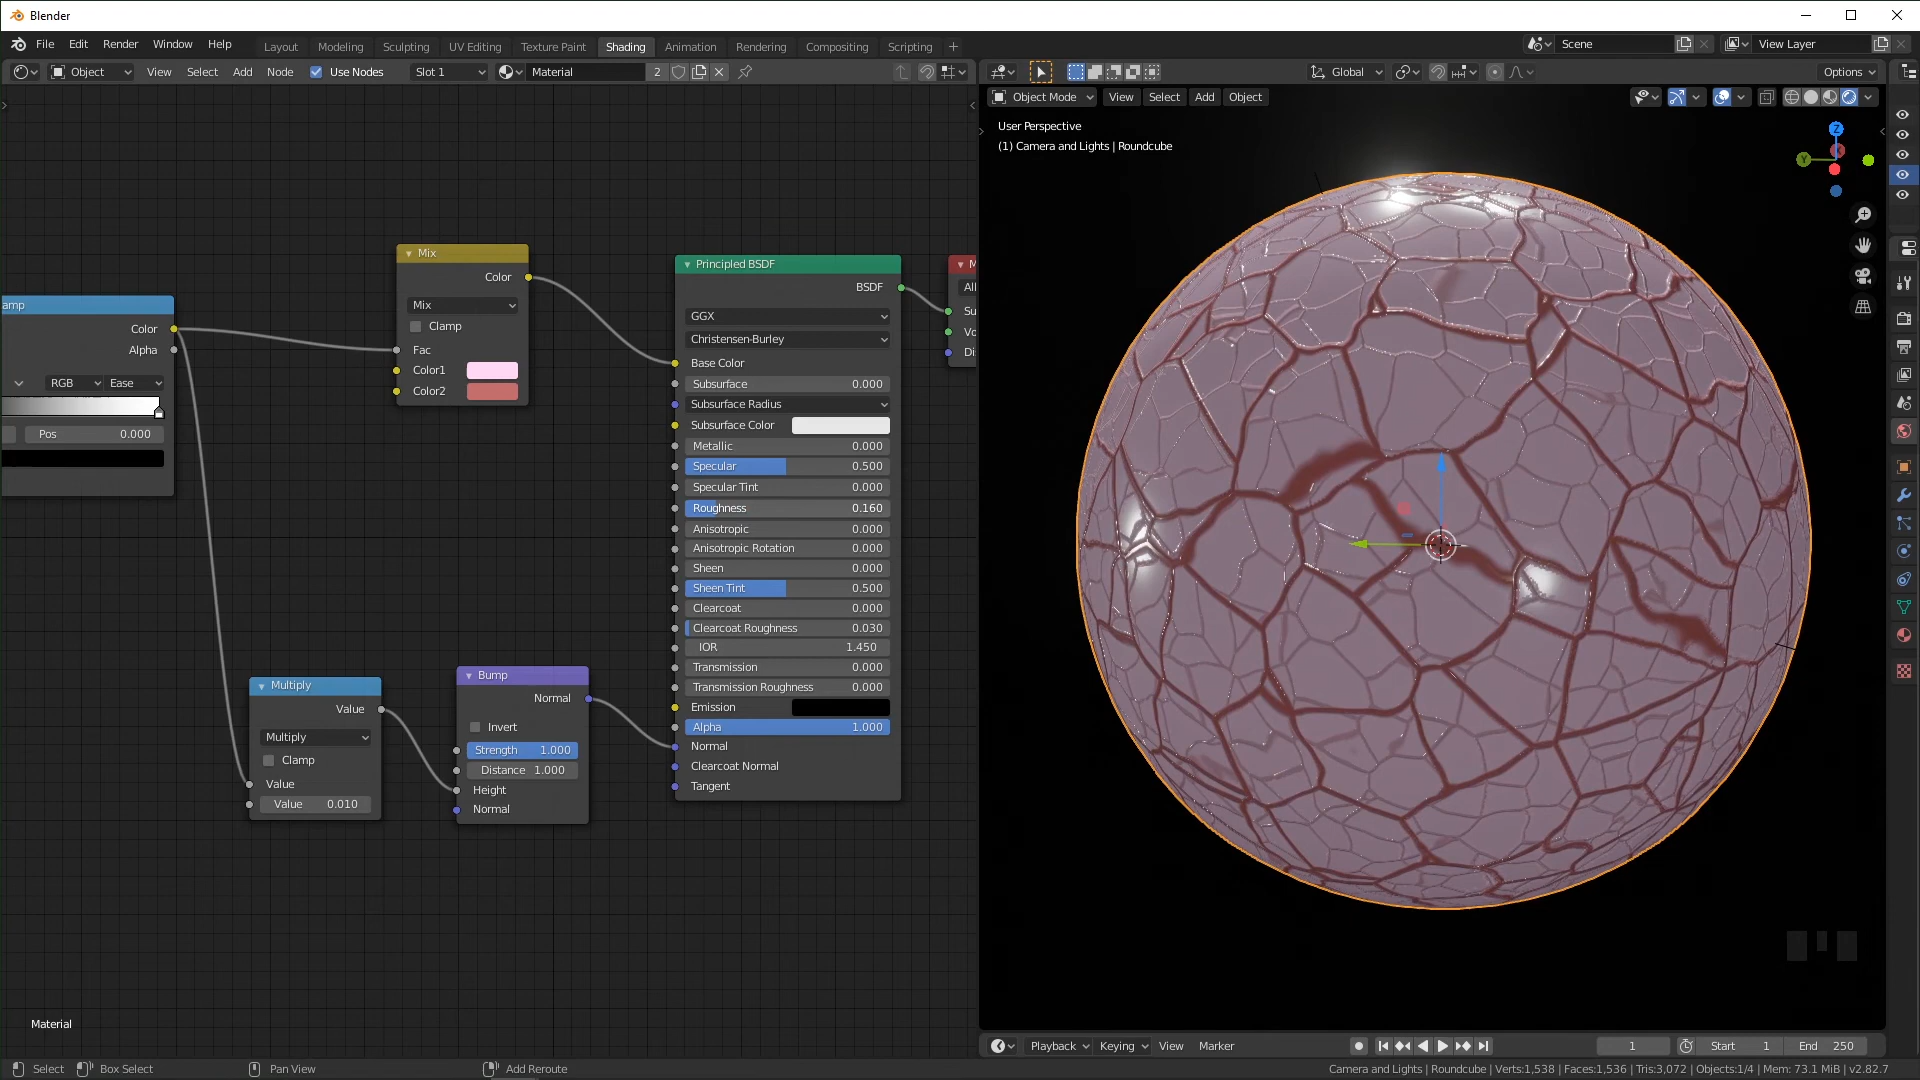 Blender
File Edit Render Window Help Layout Modeling Sculpting UV Editing Texture Paint Shading Animation Rendering Compositing Scripting + Scene View Layer
Object View Select Add Node Use Nodes Slot 1 Material 2 Global Options
Object Mode View Select Add Object
User Perspective
(1) Camera and Lights | Roundcube
Z
Y
amp
Color
Alpha
RGB Ease
Pos 0.000
Mix
Color
Mix
Clamp
Fac
Color1
Color2
Principled BSDF
BSDF
GGX
Christensen-Burley
Base Color
Subsurface 0.000
Subsurface Radius
Subsurface Color
Metallic 0.000
Specular 0.500
Specular Tint 0.000
Roughness 0.160
Anisotropic 0.000
Anisotropic Rotation 0.000
Sheen 0.000
Sheen Tint 0.500
Clearcoat 0.000
Clearcoat Roughness 0.030
IOR 1.450
Transmission 0.000
Transmission Roughness 0.000
Emission
Alpha 1.000
Normal
Clearcoat Normal
Tangent
M
All
Su
Vo
Di
Multiply
Value
Multiply
Clamp
Value
Value 0.010
Bump
Normal
Invert
Strength 1.000
Distance 1.000
Height
Normal
Material
Playback Keying View Marker 1 Start 1 End 250
Select Box Select Pan View Add Reroute Camera and Lights | Roundcube | Verts:1,538 | Faces:1,536 | Tris:3,072 | Objects:1/4 | Mem: 73.1 MiB | v2.82.7